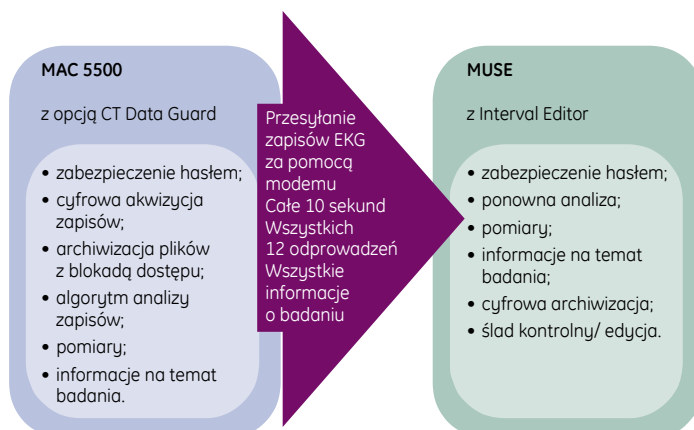 MAC 5500
z opcją CT Data Guard
• zabezpieczenie hasłem;
• cyfrowa akwizycja
zapisów;
• archiwizacja plików
z blokadą dostępu;
• algorytm analizy
zapisów;
• pomiary;
• informacje na temat
badania.
Przesyłanie
zapisów EKG
za pomocą
modemu
Całe 10 sekund
Wszystkich
12 odprowadzeń
Wszystkie
informacje
o badaniu
MUSE
z Interval Editor
• zabezpieczenie hasłem;
• ponowna analiza;
• pomiary;
• informacje na temat
badania;
• cyfrowa archiwizacja;
• ślad kontrolny/ edycja.